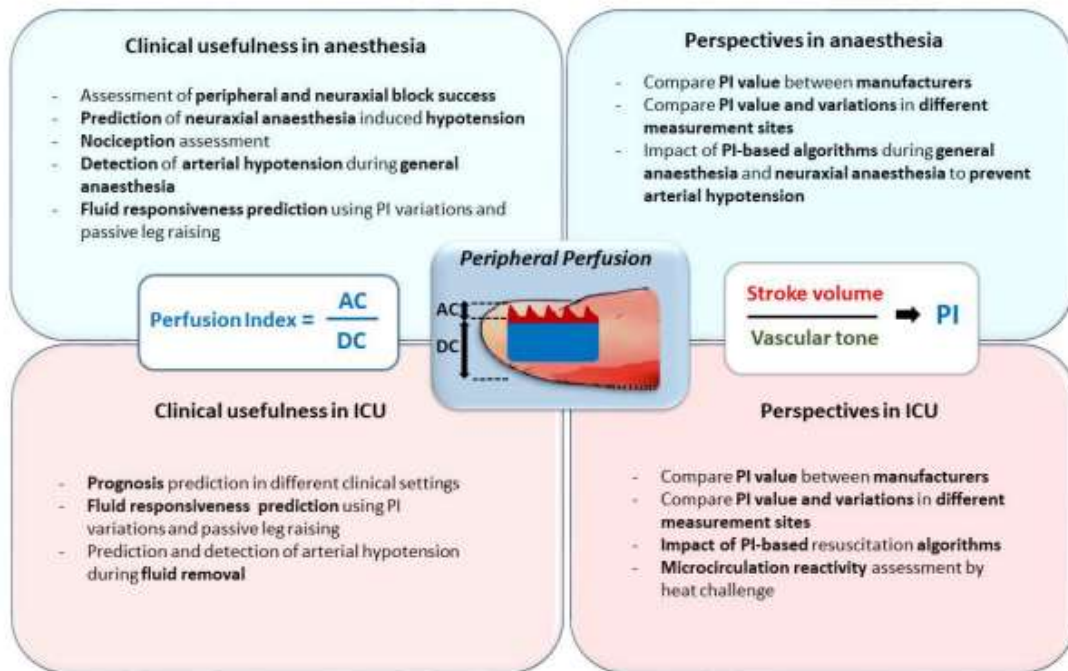 Clinical usefulness in anesthesia
- Assessment of peripheral and neuraxial block success
- Prediction of neuraxial anaesthesia induced hypotension
- Nociception assessment
- Detection of arterial hypotension during general
anaesthesia
- Fluid responsiveness prediction using PI variations and
passive leg raising
Perspectives in anaesthesia
- Compare PI value between manufacturers
- Compare PI value and variations in different
measurement sites
- Impact of PI-based algorithms during general
anaesthesia and neuraxial anaesthesia to prevent
arterial hypotension
Perfusion Index = AC
DC
Peripheral Perfusion
AC
DC
Stroke volume
Vascular tone
➡ PI
Clinical usefulness in ICU
- Prognosis prediction in different clinical settings
- Fluid responsiveness prediction using PI
variations and passive leg raising
- Prediction and detection of arterial hypotension
during fluid removal
Perspectives in ICU
- Compare PI value between manufacturers
- Compare PI value and variations in different
measurement sites
- Impact of PI-based resuscitation algorithms
- Microcirculation reactivity assessment by
heat challenge